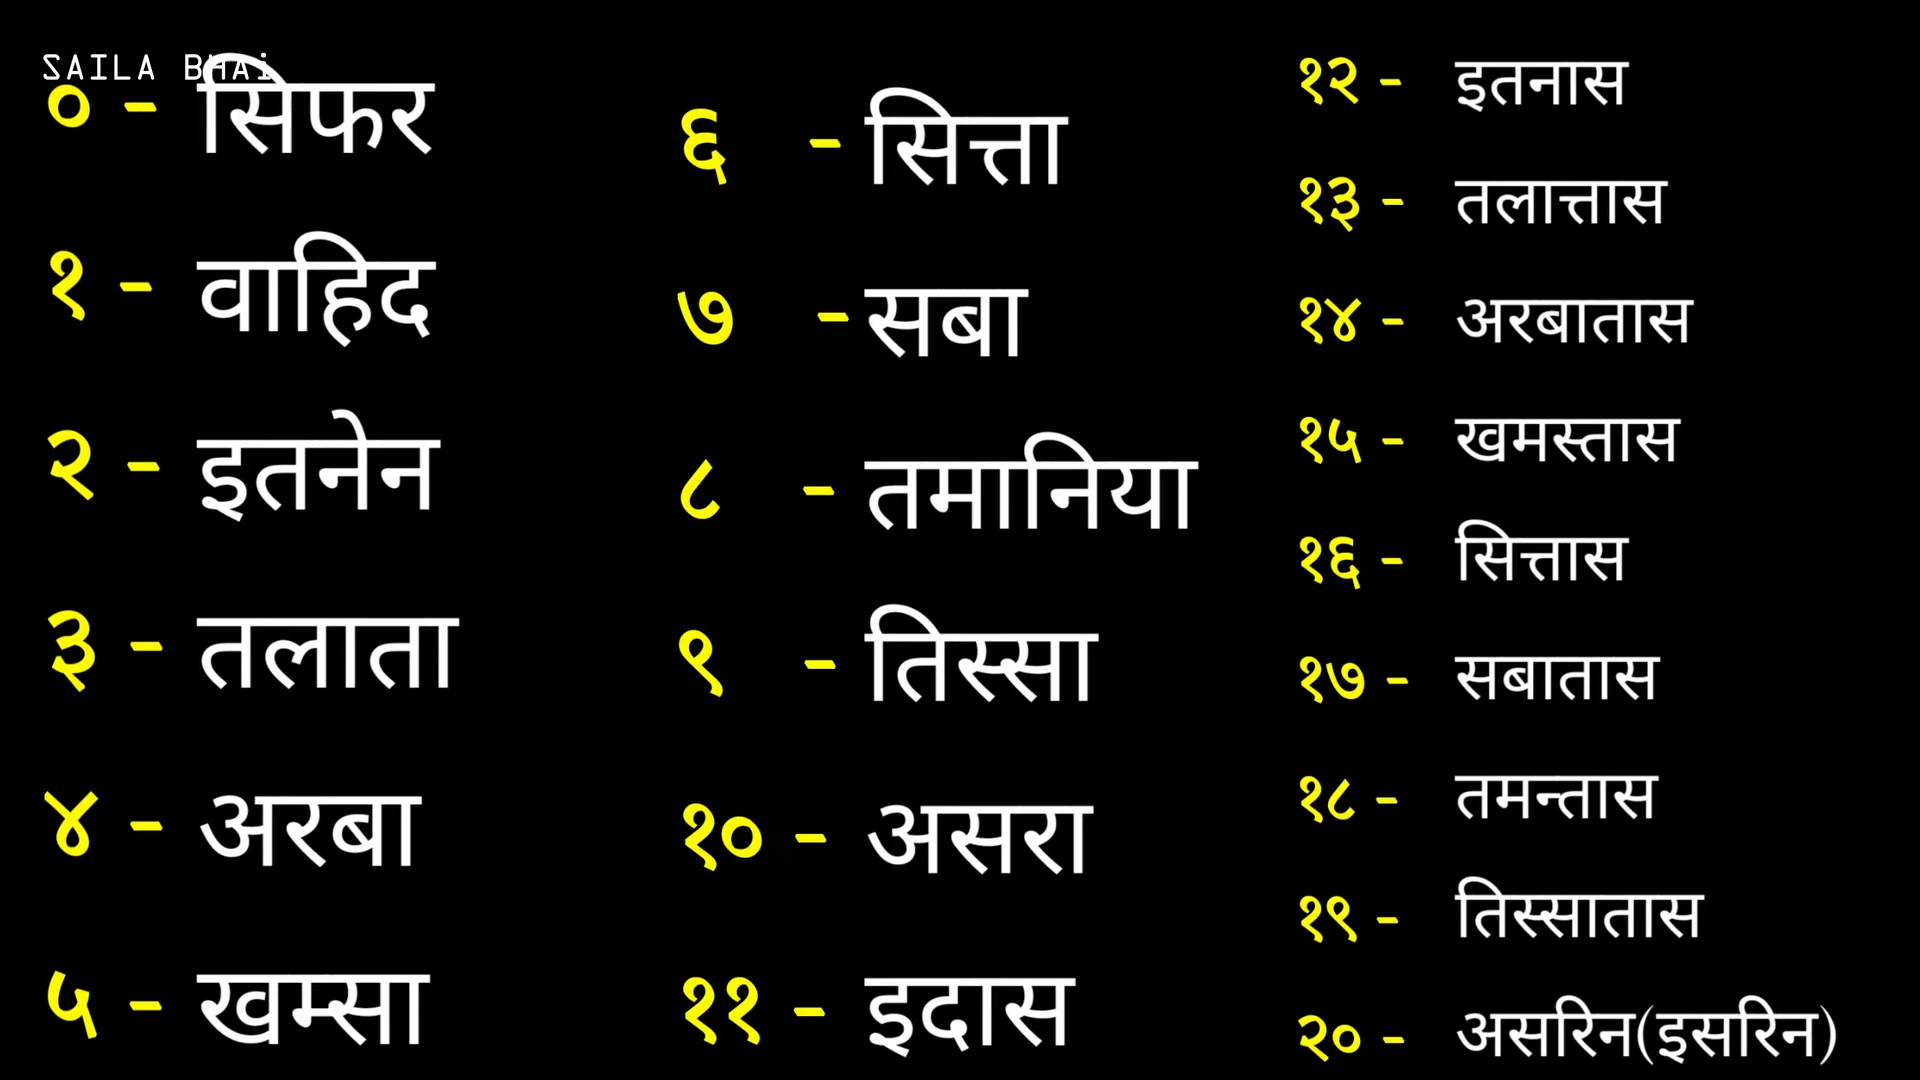 SAILA BHAi
० - सिफर
१ - वाहिद
२ - इतनेन
३ - तलाता
४ - अरबा
५ - खम्सा
६ - सित्ता
७ - सबा
८ - तमानिया
९ - तिस्सा
१० - असरा
११ - इदास
१२ - इतनास
१३ - तलात्तास
१४ - अरबातास
१५ - खमस्तास
१६ - सित्तास
१७ - सबातास
१८ - तमन्तास
१९ - तिस्सातास
२० - असरिन(इसरिन)